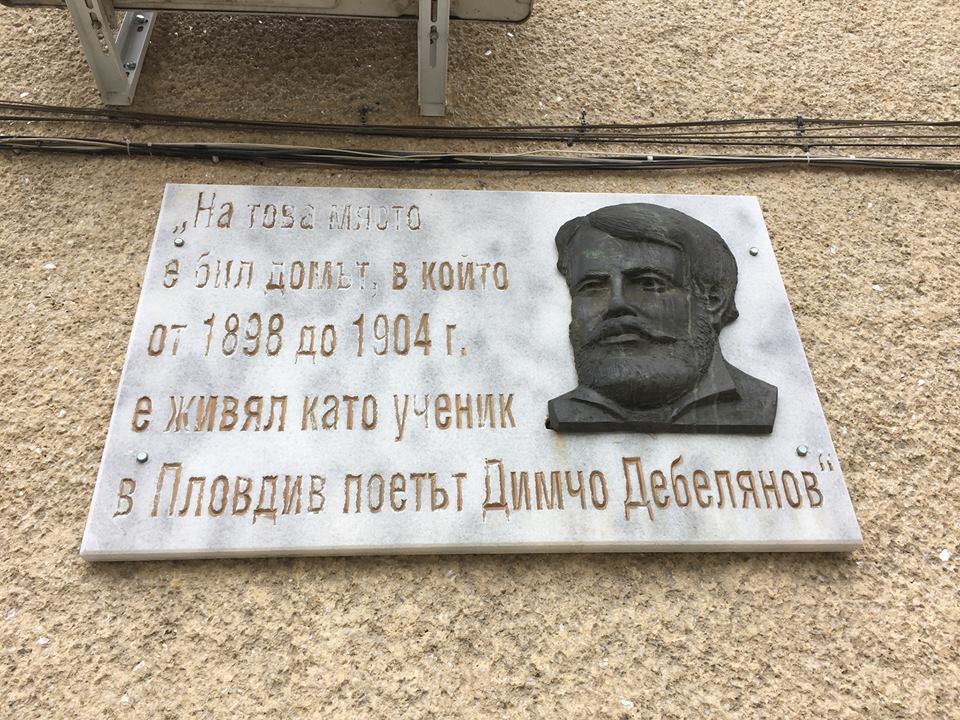 „На това място
е бил домът, в който
от 1898 до 1904 г.
е живял като ученик
в Пловдив поетът Димчо Дебелянов“